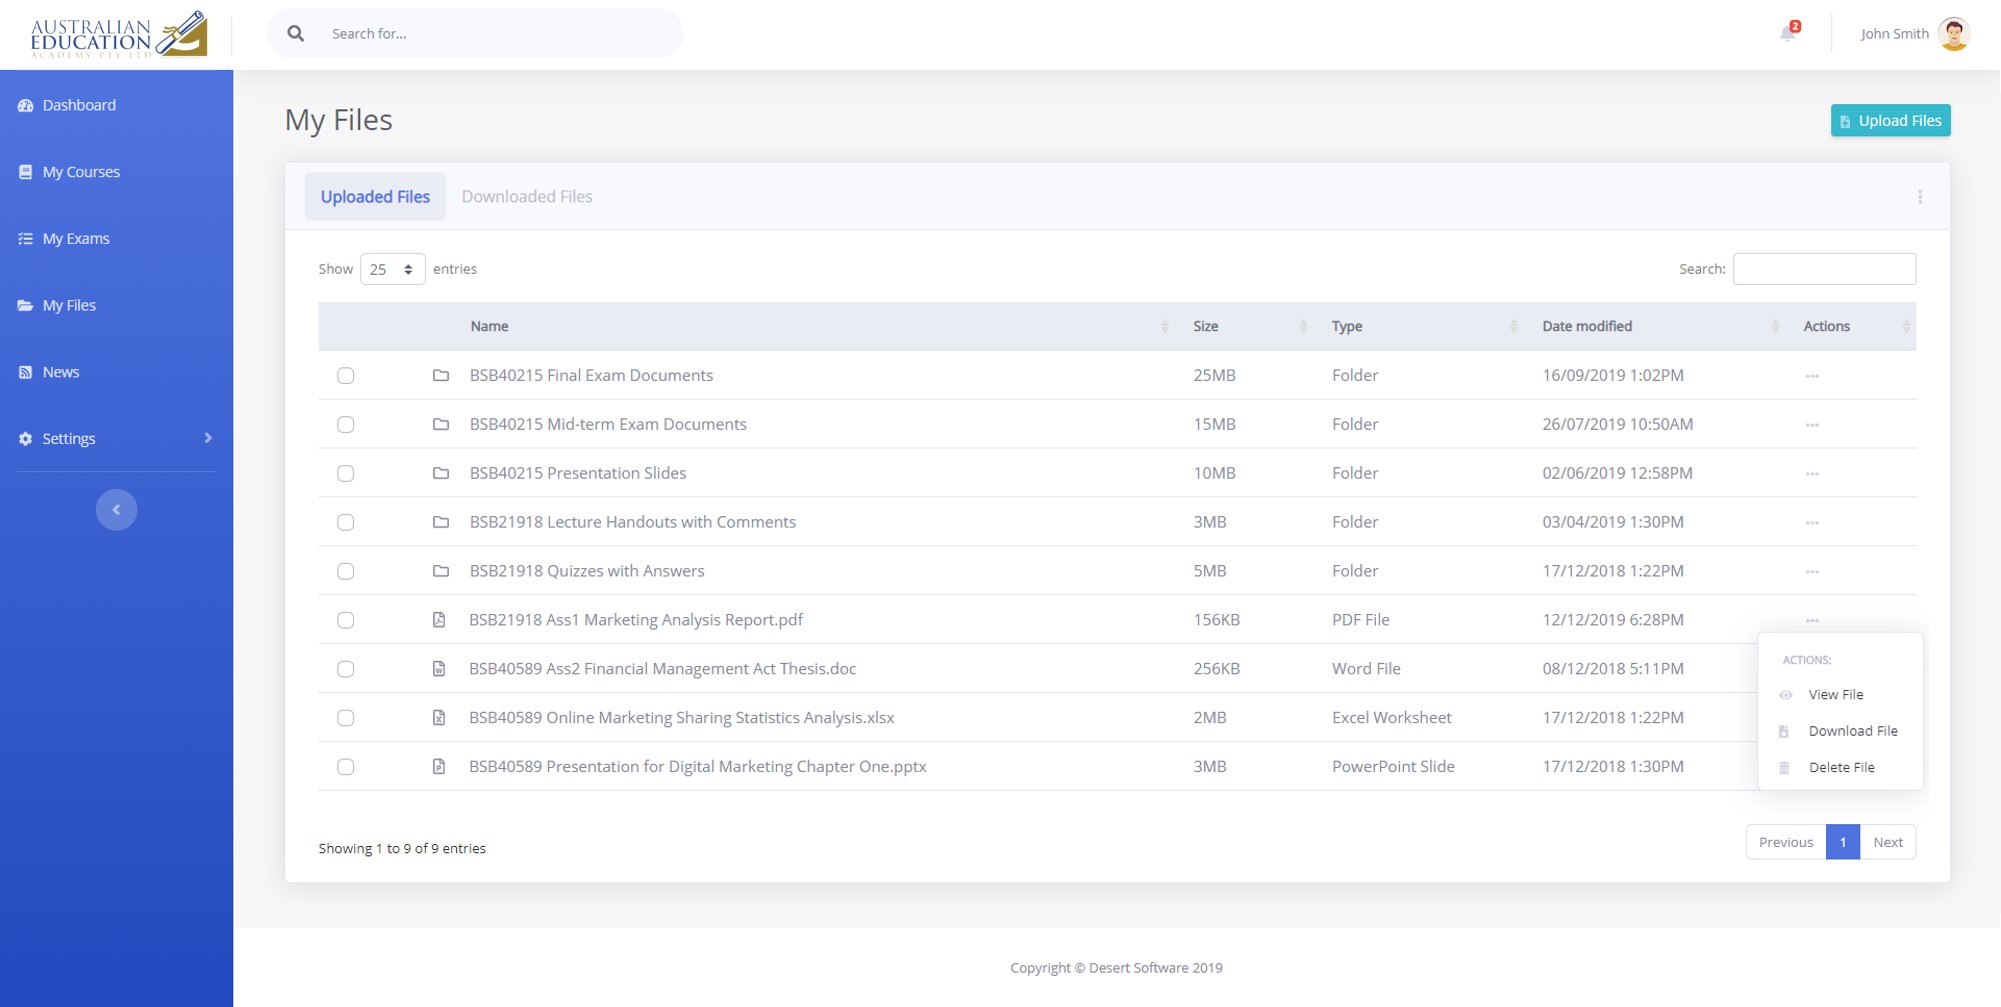 AUSTRALIAN
EDUCATION
ACADEMY PTY LTD
Search for...
2
John Smith
Dashboard
My Courses
My Exams
My Files
News
Settings
My Files
Upload Files
Uploaded Files
Downloaded Files
Show 25 entries
Search:
Name Size Type Date modified Actions
BSB40215 Final Exam Documents 25MB Folder 16/09/2019 1:02PM
BSB40215 Mid-term Exam Documents 15MB Folder 26/07/2019 10:50AM
BSB40215 Presentation Slides 10MB Folder 02/06/2019 12:58PM
BSB21918 Lecture Handouts with Comments 3MB Folder 03/04/2019 1:30PM
BSB21918 Quizzes with Answers 5MB Folder 17/12/2018 1:22PM
BSB21918 Ass1 Marketing Analysis Report.pdf 156KB PDF File 12/12/2019 6:28PM
BSB40589 Ass2 Financial Management Act Thesis.doc 256KB Word File 08/12/2018 5:11PM
BSB40589 Online Marketing Sharing Statistics Analysis.xlsx 2MB Excel Worksheet 17/12/2018 1:22PM
BSB40589 Presentation for Digital Marketing Chapter One.pptx 3MB PowerPoint Slide 17/12/2018 1:30PM
ACTIONS:
View File
Download File
Delete File
Showing 1 to 9 of 9 entries
Previous 1 Next
Copyright © Desert Software 2019